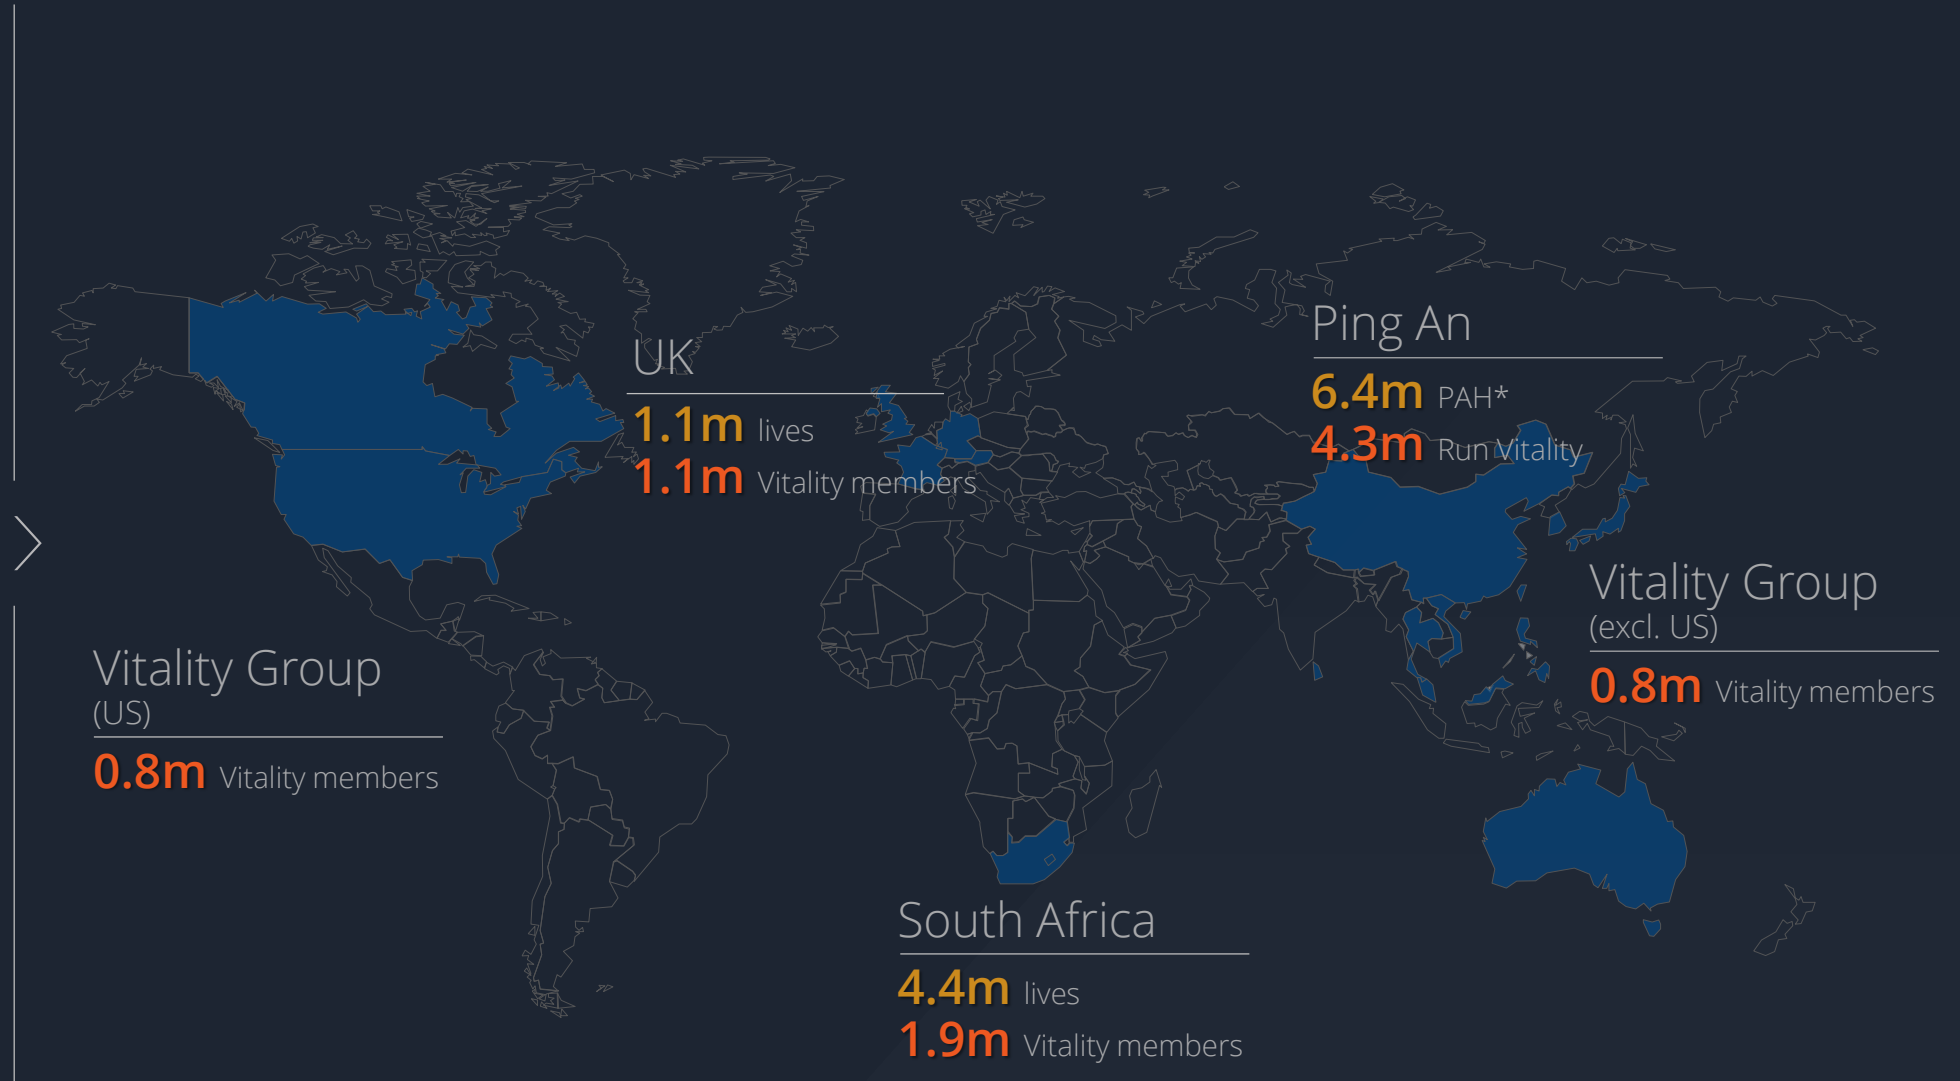 UK
1.1m lives
1.1m Vitality members
Ping An
6.4m PAH*
4.3m Run Vitality
Vitality Group
(excl. US)
0.8m Vitality members
Vitality Group
(US)
0.8m Vitality members
South Africa
4.4m lives
1.9m Vitality members